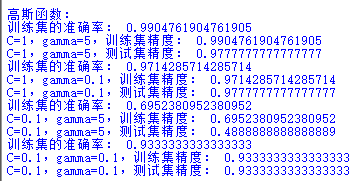 高斯函数：
训练集的准确率： 0.9904761904761905
C=1，gamma=5，训练集精度： 0.9904761904761905
C=1，gamma=5，测试集精度： 0.9777777777777777
训练集的准确率： 0.9714285714285714
C=1，gamma=0.1，训练集精度： 0.9714285714285714
C=1，gamma=0.1，测试集精度： 0.9777777777777777
训练集的准确率： 0.6952380952380952
C=0.1，gamma=5，训练集精度： 0.6952380952380952
C=0.1，gamma=5，测试集精度： 0.4888888888888889
训练集的准确率： 0.9333333333333333
C=0.1，gamma=0.1，训练集精度： 0.9333333333333333
C=0.1，gamma=0.1，测试集精度： 0.9333333333333333